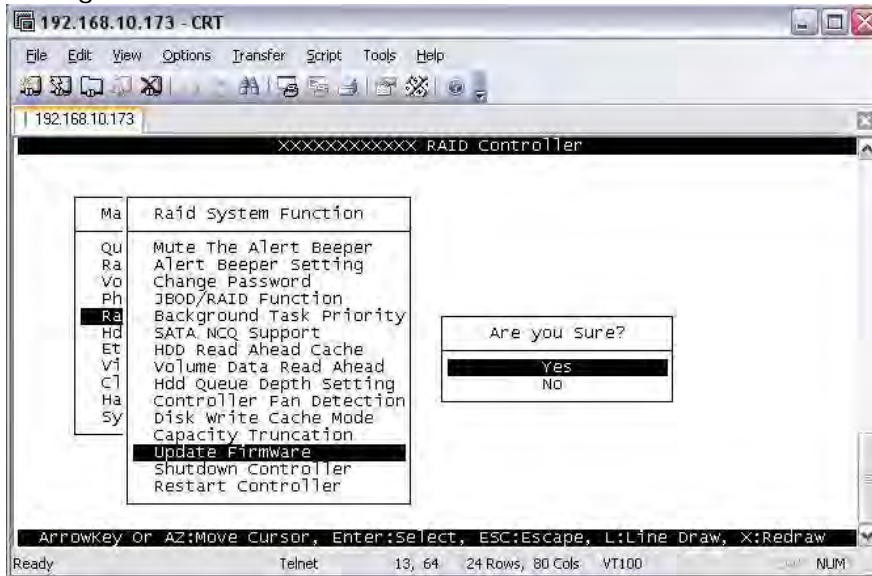 192.168.10.173 - CRT
File Edit View Options Transfer Script Tools Help
192.168.10.173
XXXXXXXXXXXX RAID Controller
Ma
Qu
Ra
Vo
Ph
Ra
Hd
Et
Vi
Cl
Ha
Sy
Raid System Function
Mute The Alert Beeper
Alert Beeper Setting
Change Password
JBOD/RAID Function
Background Task Priority
SATA NCQ Support
HDD Read Ahead Cache
Volume Data Read Ahead
Hdd Queue Depth Setting
Controller Fan Detection
Disk Write Cache Mode
Capacity Truncation
Update FirmWare
Shutdown Controller
Restart Controller
Are you Sure?
Yes
No
ArrowKey Or AZ:Move Cursor, Enter:Select, ESC:Escape, L:Line Draw, X:Redraw
Ready Telnet 13, 64 24 Rows, 80 Cols VT100 NUM